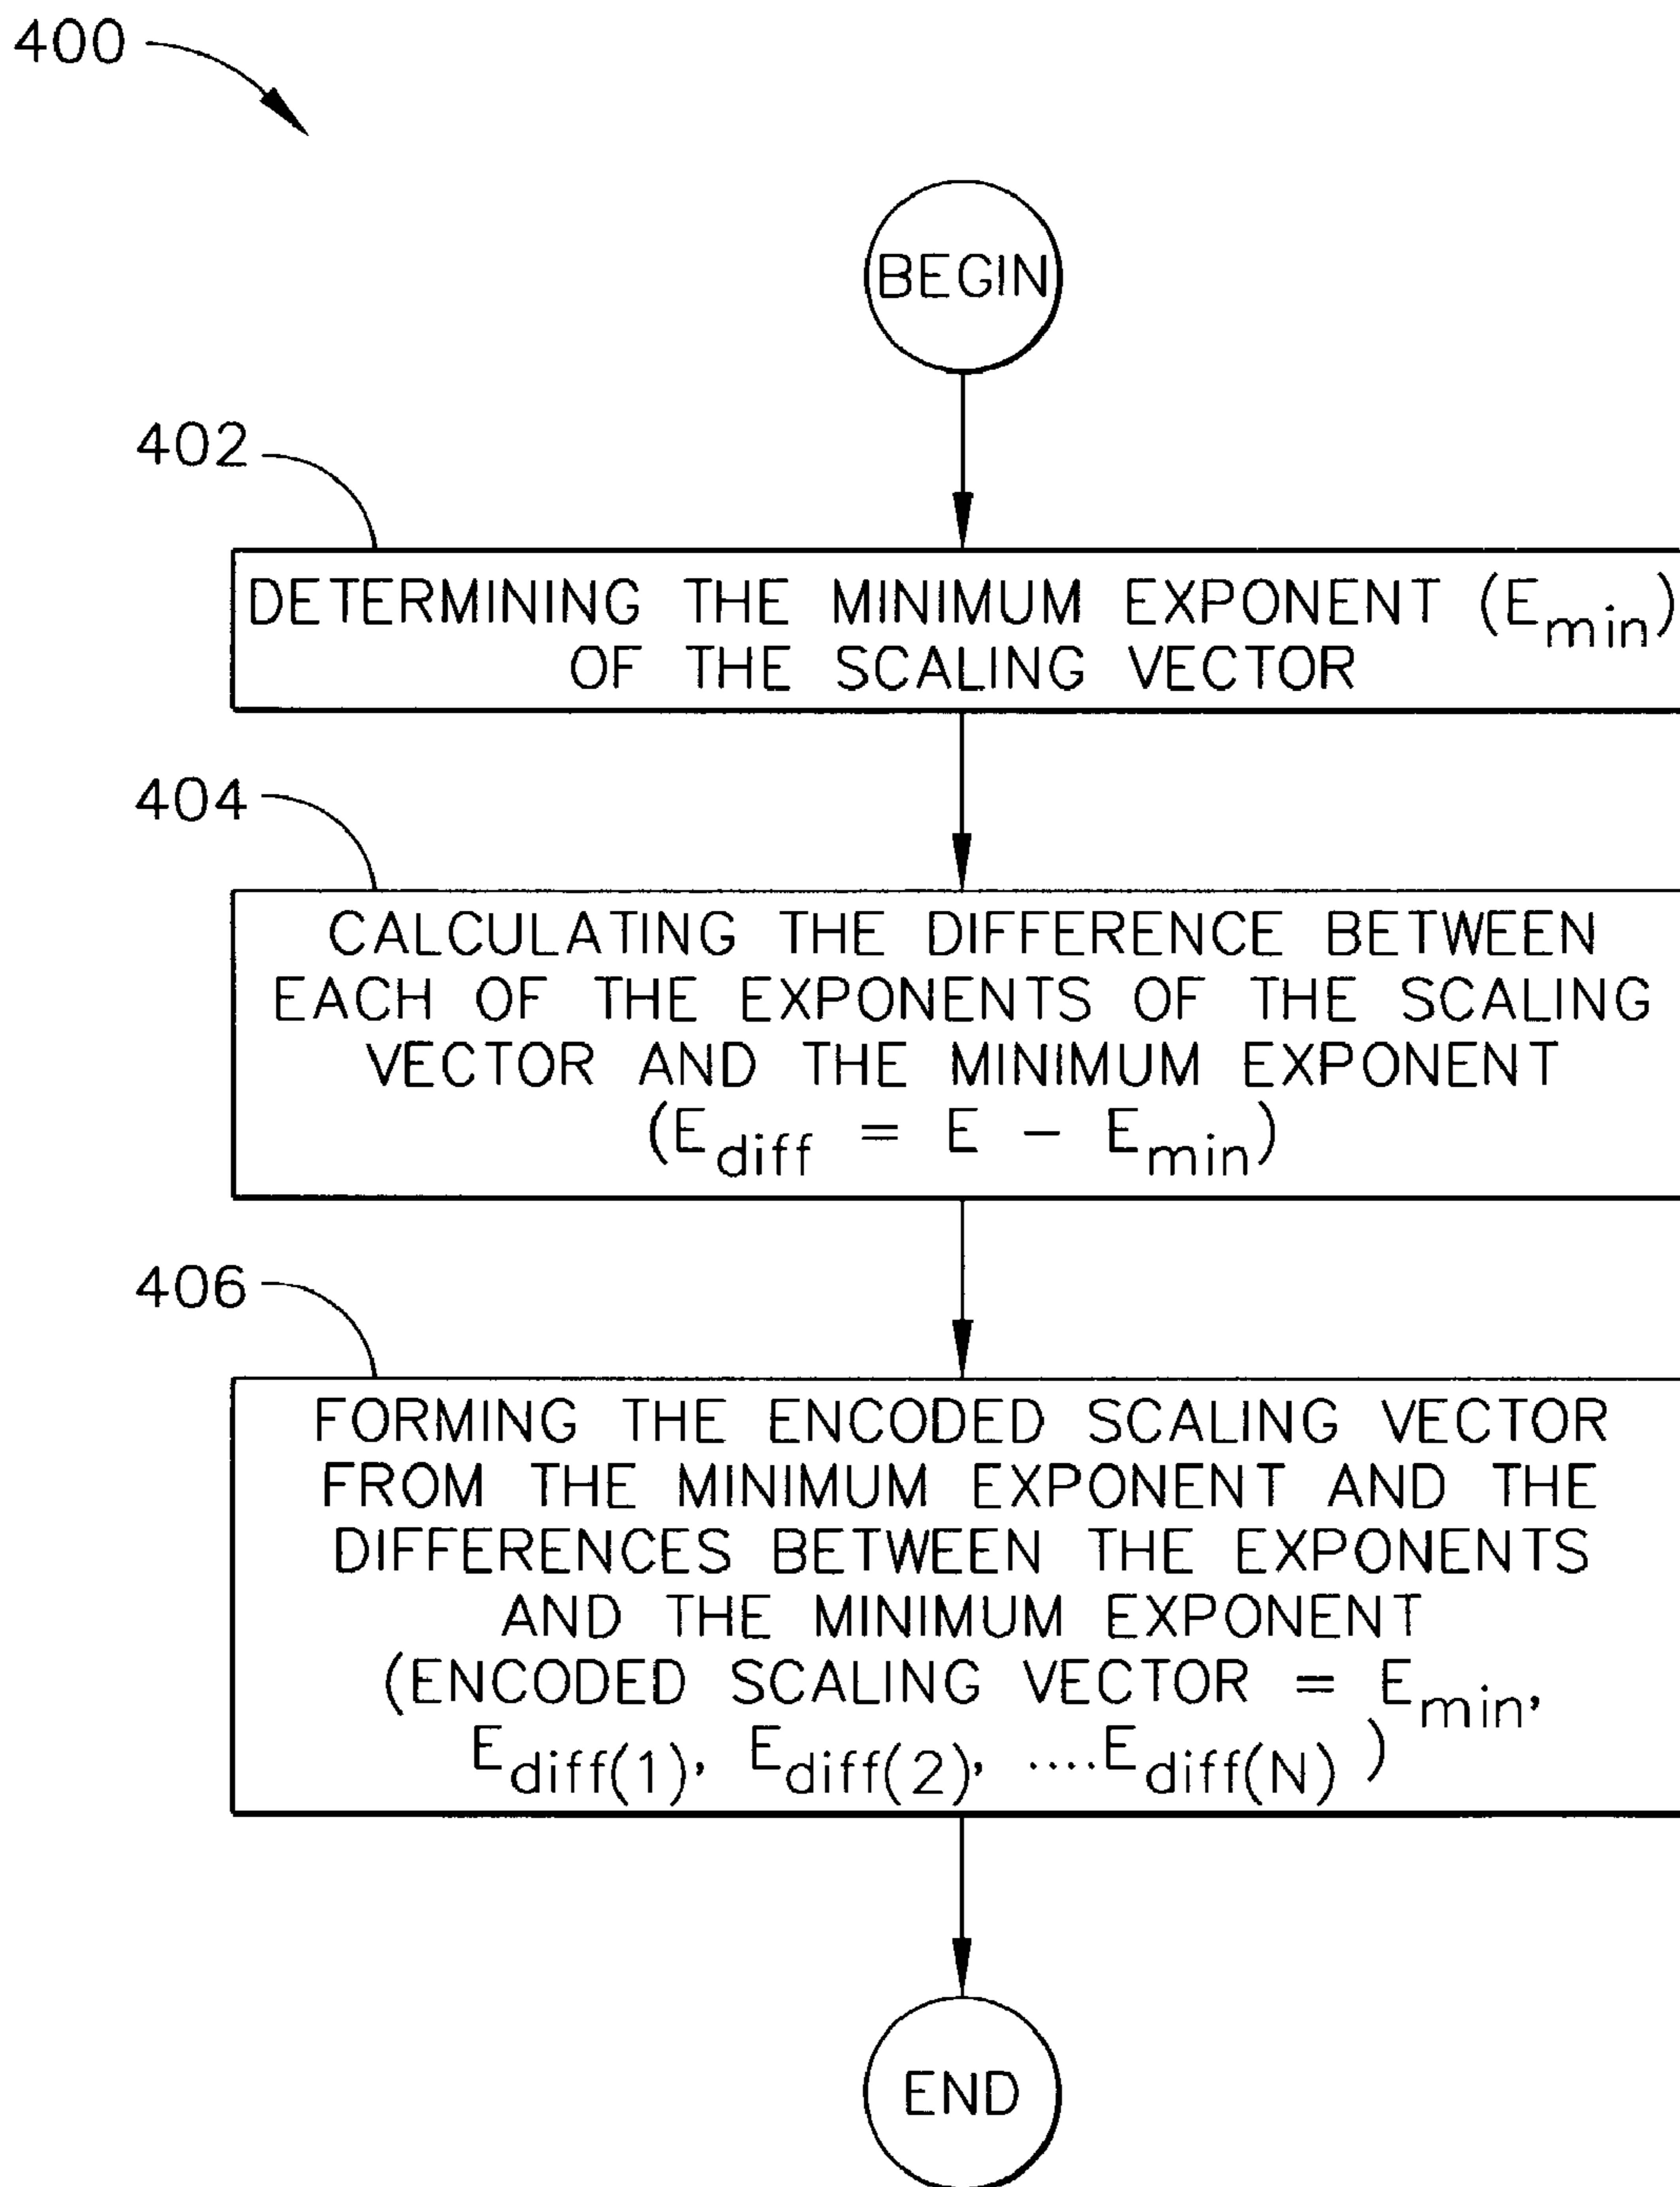 400
BEGIN
402
DETERMINING THE MINIMUM EXPONENT (Emin)
OF THE SCALING VECTOR
404
CALCULATING THE DIFFERENCE BETWEEN
EACH OF THE EXPONENTS OF THE SCALING
VECTOR AND THE MINIMUM EXPONENT
(Ediff = E - Emin)
406
FORMING THE ENCODED SCALING VECTOR
FROM THE MINIMUM EXPONENT AND THE
DIFFERENCES BETWEEN THE EXPONENTS
AND THE MINIMUM EXPONENT
(ENCODED SCALING VECTOR = Emin,
Ediff(1), Ediff(2), ....Ediff(N) )
END